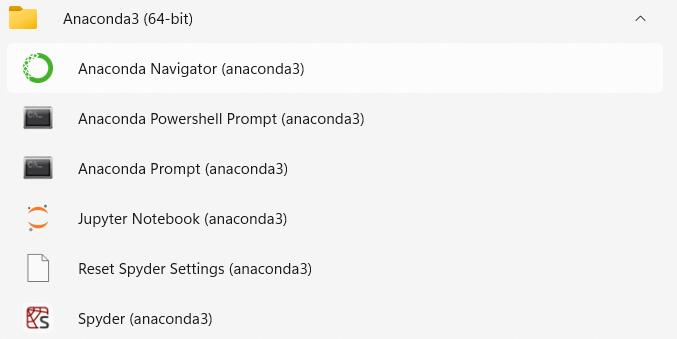 Anaconda3 (64-bit)
Anaconda Navigator (anaconda3)
Anaconda Powershell Prompt (anaconda3)
Anaconda Prompt (anaconda3)
Jupyter Notebook (anaconda3)
Reset Spyder Settings (anaconda3)
Spyder (anaconda3)